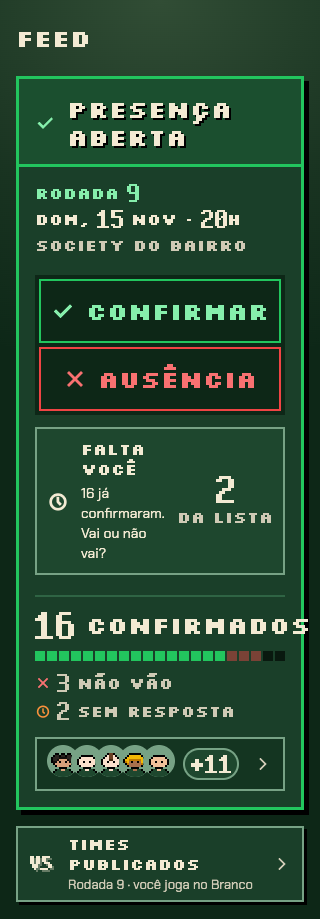 FEED
PRESENÇA
ABERTA
RODADA 9
DOM, 15 NOV · 20H
SOCIETY DO BAIRRO
CONFIRMAR
AUSÊNCIA
FALTA
VOCÊ
16 já
confirmaram.
Vai ou não
vai?
2
DA LISTA
16 CONFIRMADOS
3 NÃO VÃO
2 SEM RESPOSTA
+11
VS
TIMES
PUBLICADOS
Rodada 9 · você joga no Branco